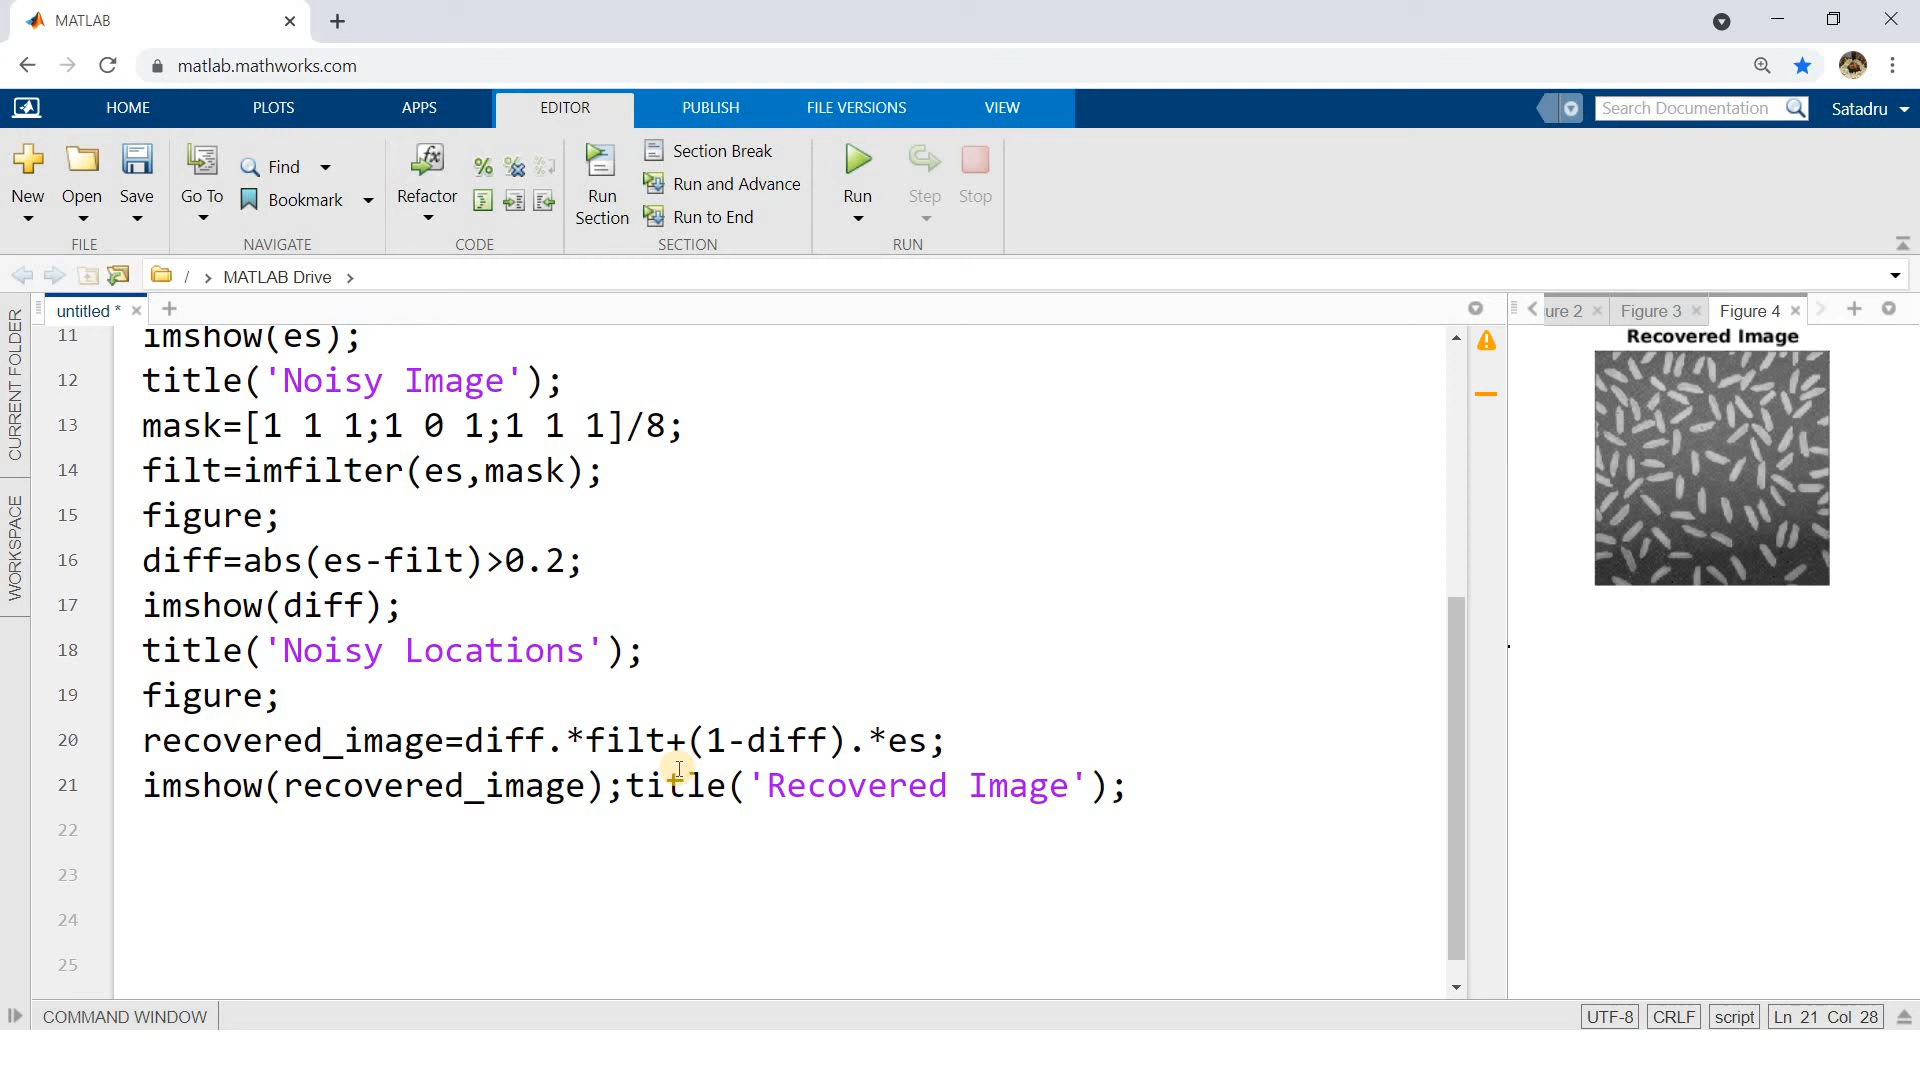 MATLAB
matlab.mathworks.com
HOME PLOTS APPS EDITOR PUBLISH FILE VERSIONS VIEW Search Documentation Satadru
New Open Save Go To Find Bookmark Refactor Run Section Section Break Run and Advance Run to End Run Step Stop
FILE NAVIGATE CODE SECTION RUN
/ > MATLAB Drive >
untitled * ure 2 Figure 3 Figure 4
CURRENT FOLDER
WORKSPACE
11 imshow(es);
12 title('Noisy Image');
13 mask=[1 1 1;1 0 1;1 1 1]/8;
14 filt=imfilter(es,mask);
15 figure;
16 diff=abs(es-filt)>0.2;
17 imshow(diff);
18 title('Noisy Locations');
19 figure;
20 recovered_image=diff.*filt+(1-diff).*es;
21 imshow(recovered_image);title('Recovered Image');
22
23
24
25
Recovered Image
COMMAND WINDOW UTF-8 CRLF script Ln 21 Col 28